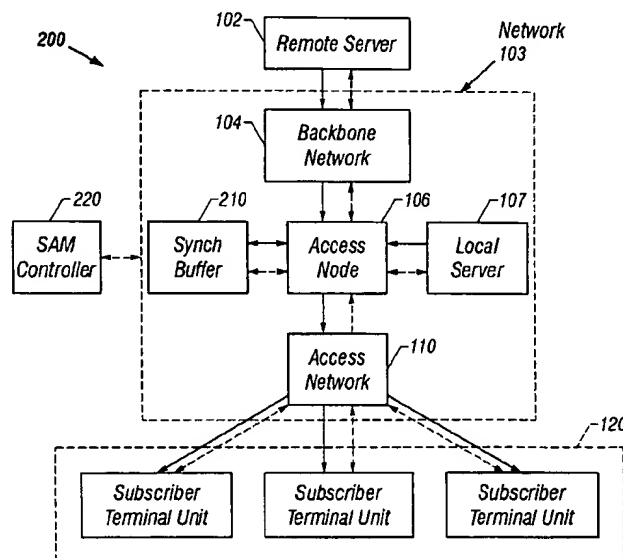 200
102
Remote Server
Network
103
104
Backbone
Network
220
210
106
107
SAM
Controller
Synch
Buffer
Access
Node
Local
Server
110
Access
Network
120
Subscriber
Terminal Unit
Subscriber
Terminal Unit
Subscriber
Terminal Unit